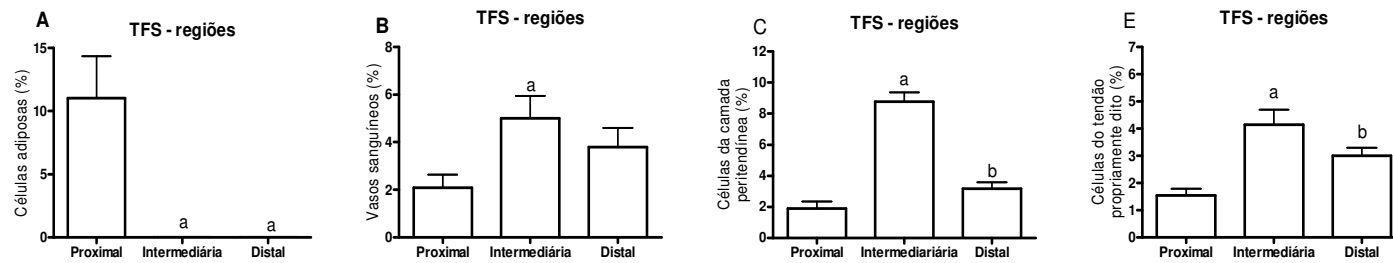 A
TFS - regiões
Células adiposas (%)
15
10
5
0
a
a
Proximal Intermediária Distal
B
TFS - regiões
Vasos sanguíneos (%)
8
6
4
2
0
a
Proximal Intermediária Distal
C
TFS - regiões
Células da camada
peritendínea (%)
12
10
8
6
4
2
0
a
b
Proximal Intermediariária Distal
E
TFS - regiões
Células do tendão
propriamente dito (%)
7
6
5
4
3
2
1
0
a
b
Proximal Intermediária Distal